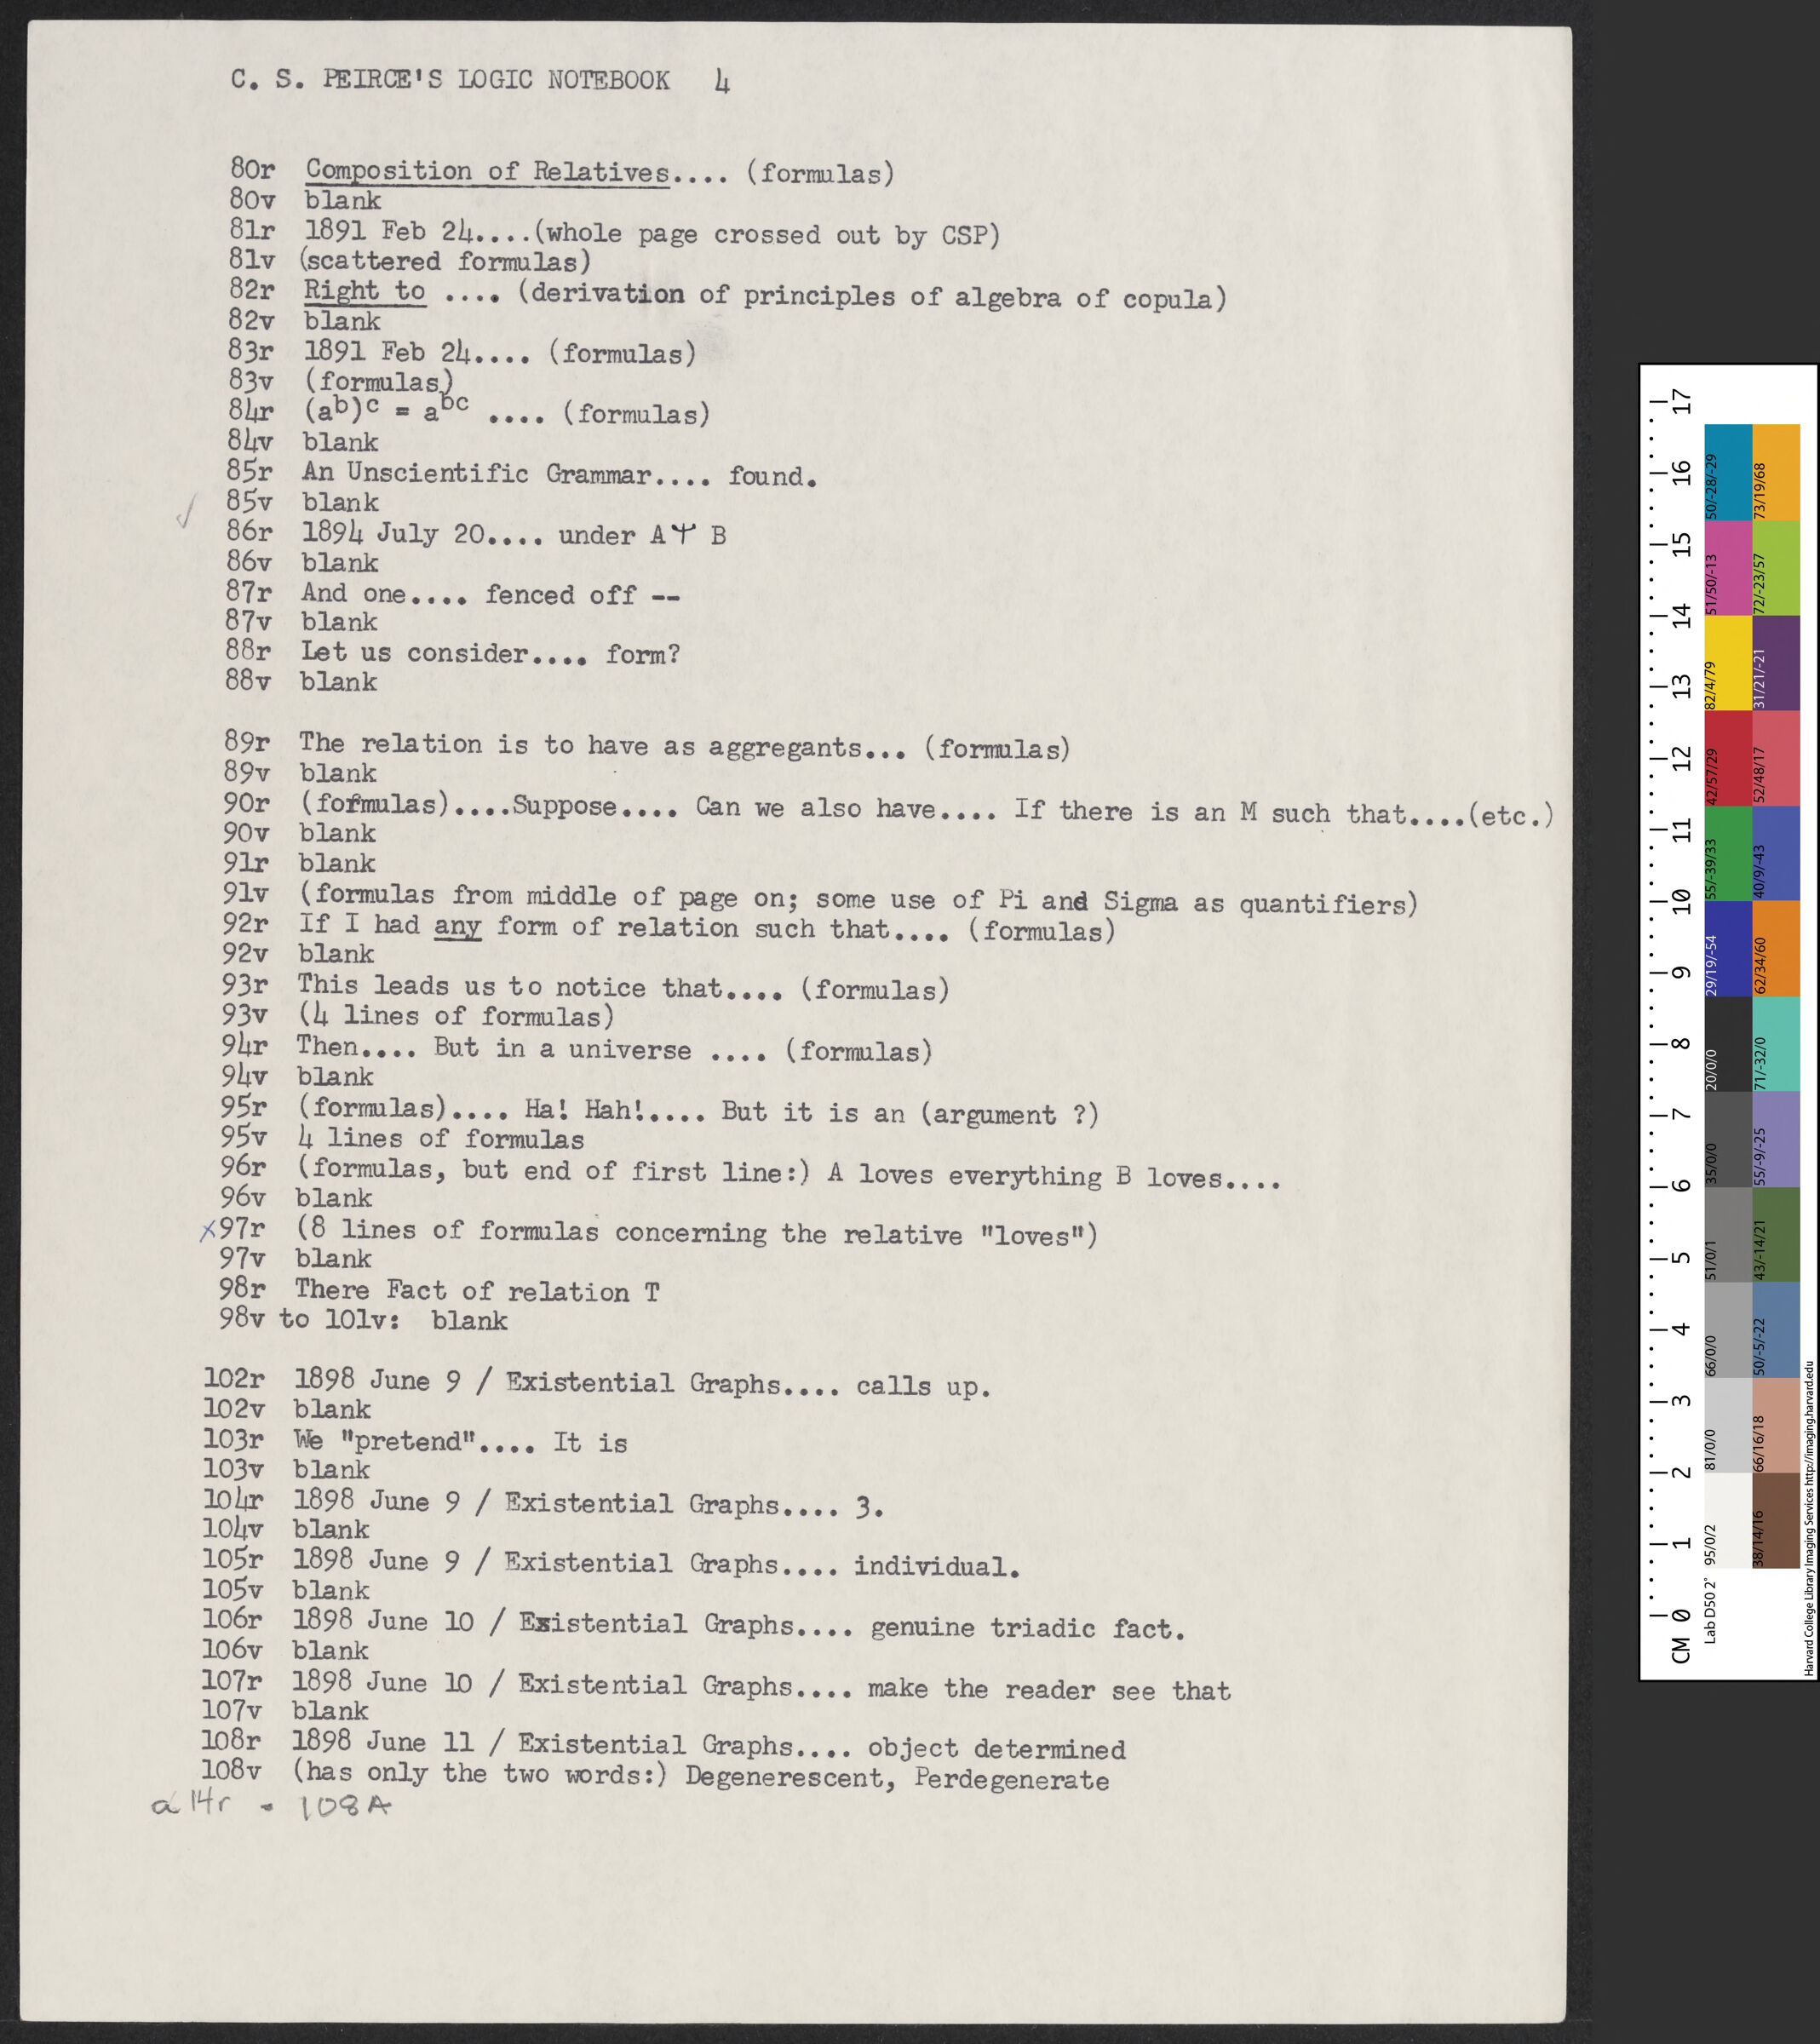 C. S. PEIRCE'S LOGIC NOTEBOOK 4
80r Composition of Relatives.... (formulas)
80v blank
81r 1891 Feb 24....(whole page crossed out by CSP)
81v (scattered formulas)
82r Right to .... (derivation of principles of algebra of copula)
82v blank
83r 1891 Feb 24.... (formulas)
83v (formulas)
84r (a^b)^c = a^bc .... (formulas)
84v blank
85r An Unscientific Grammar.... found.
85v blank
86r 1894 July 20.... under A Ϯ B
86v blank
87r And one.... fenced off --
87v blank
88r Let us consider.... form?
88v blank
89r The relation is to have as aggregants... (formulas)
89v blank
90r (formulas)....Suppose.... Can we also have.... If there is an M such that....(etc.)
90v blank
91r blank
91v (formulas from middle of page on; some use of Pi and Sigma as quantifiers)
92r If I had any form of relation such that.... (formulas)
92v blank
93r This leads us to notice that.... (formulas)
93v (4 lines of formulas)
94r Then.... But in a universe .... (formulas)
94v blank
95r (formulas).... Ha! Hah!.... But it is an (argument ?)
95v 4 lines of formulas
96r (formulas, but end of first line:) A loves everything B loves....
96v blank
x97r (8 lines of formulas concerning the relative "loves")
97v blank
98r There Fact of relation T
98v to 101v: blank
102r 1898 June 9 / Existential Graphs.... calls up.
102v blank
103r We "pretend".... It is
103v blank
104r 1898 June 9 / Existential Graphs.... 3.
104v blank
105r 1898 June 9 / Existential Graphs.... individual.
105v blank
106r 1898 June 10 / Existential Graphs.... genuine triadic fact.
106v blank
107r 1898 June 10 / Existential Graphs.... make the reader see that
107v blank
108r 1898 June 11 / Existential Graphs.... object determined
108v (has only the two words:) Degenerescent, Perdegenerate
a 14r - 108A
CM 0 1 2 3 4 5 6 7 8 9 10 11 12 13 14 15 16 17
Lab D50 2° 95/0/2 81/0/0 66/0/0 51/0/1 35/0/0 20/0/0 29/19/-54 55/-39/33 42/57/29 82/4/79 51/50/-13 50/-28/-29
38/14/16 66/16/18 50/-5/-22 43/-14/21 55/-9/-25 71/-32/0 62/34/60 40/9/-43 52/48/17 31/21/-21 72/-23/57 73/19/68
Harvard College Library Imaging Services http://imaging.harvard.edu